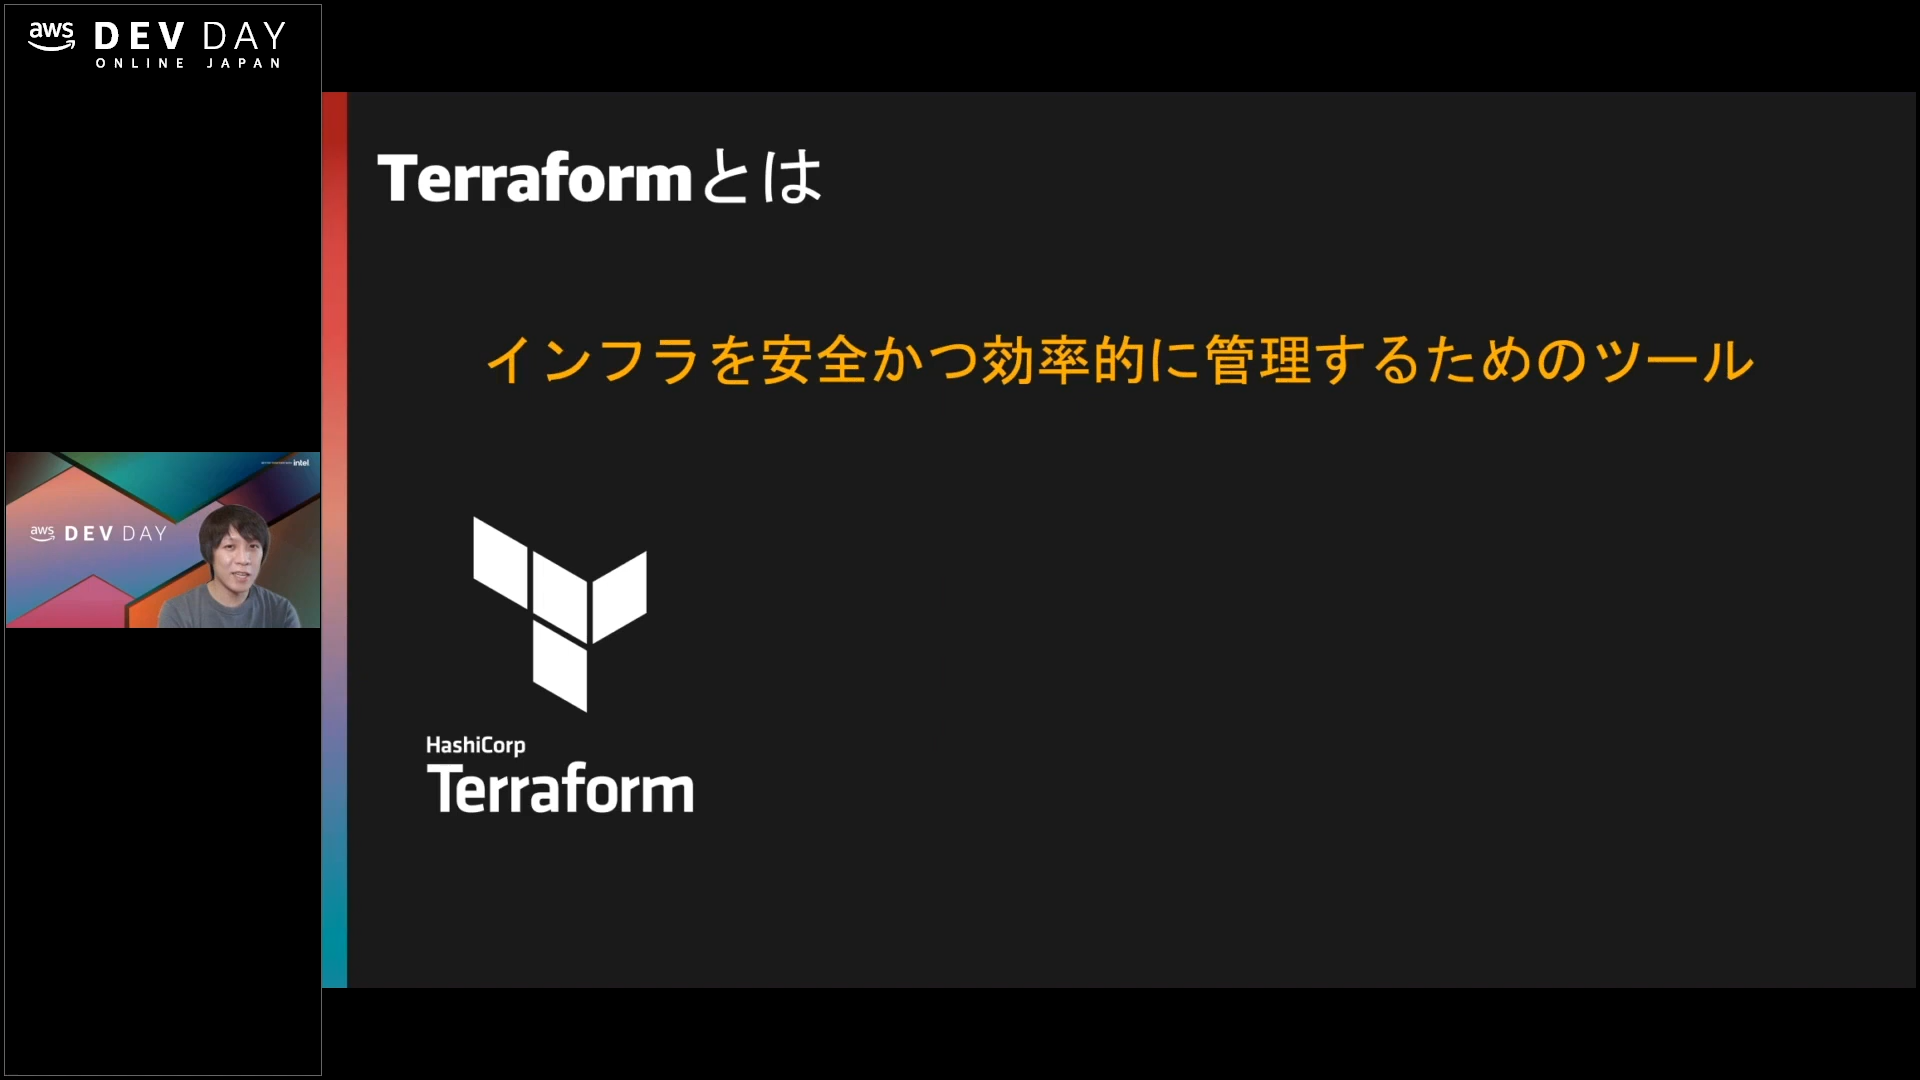 aws DEV DAY
ONLINE JAPAN
Terraformとは
インフラを安全かつ効率的に管理するためのツール
intel
aws DEV DAY
HashiCorp
Terraform